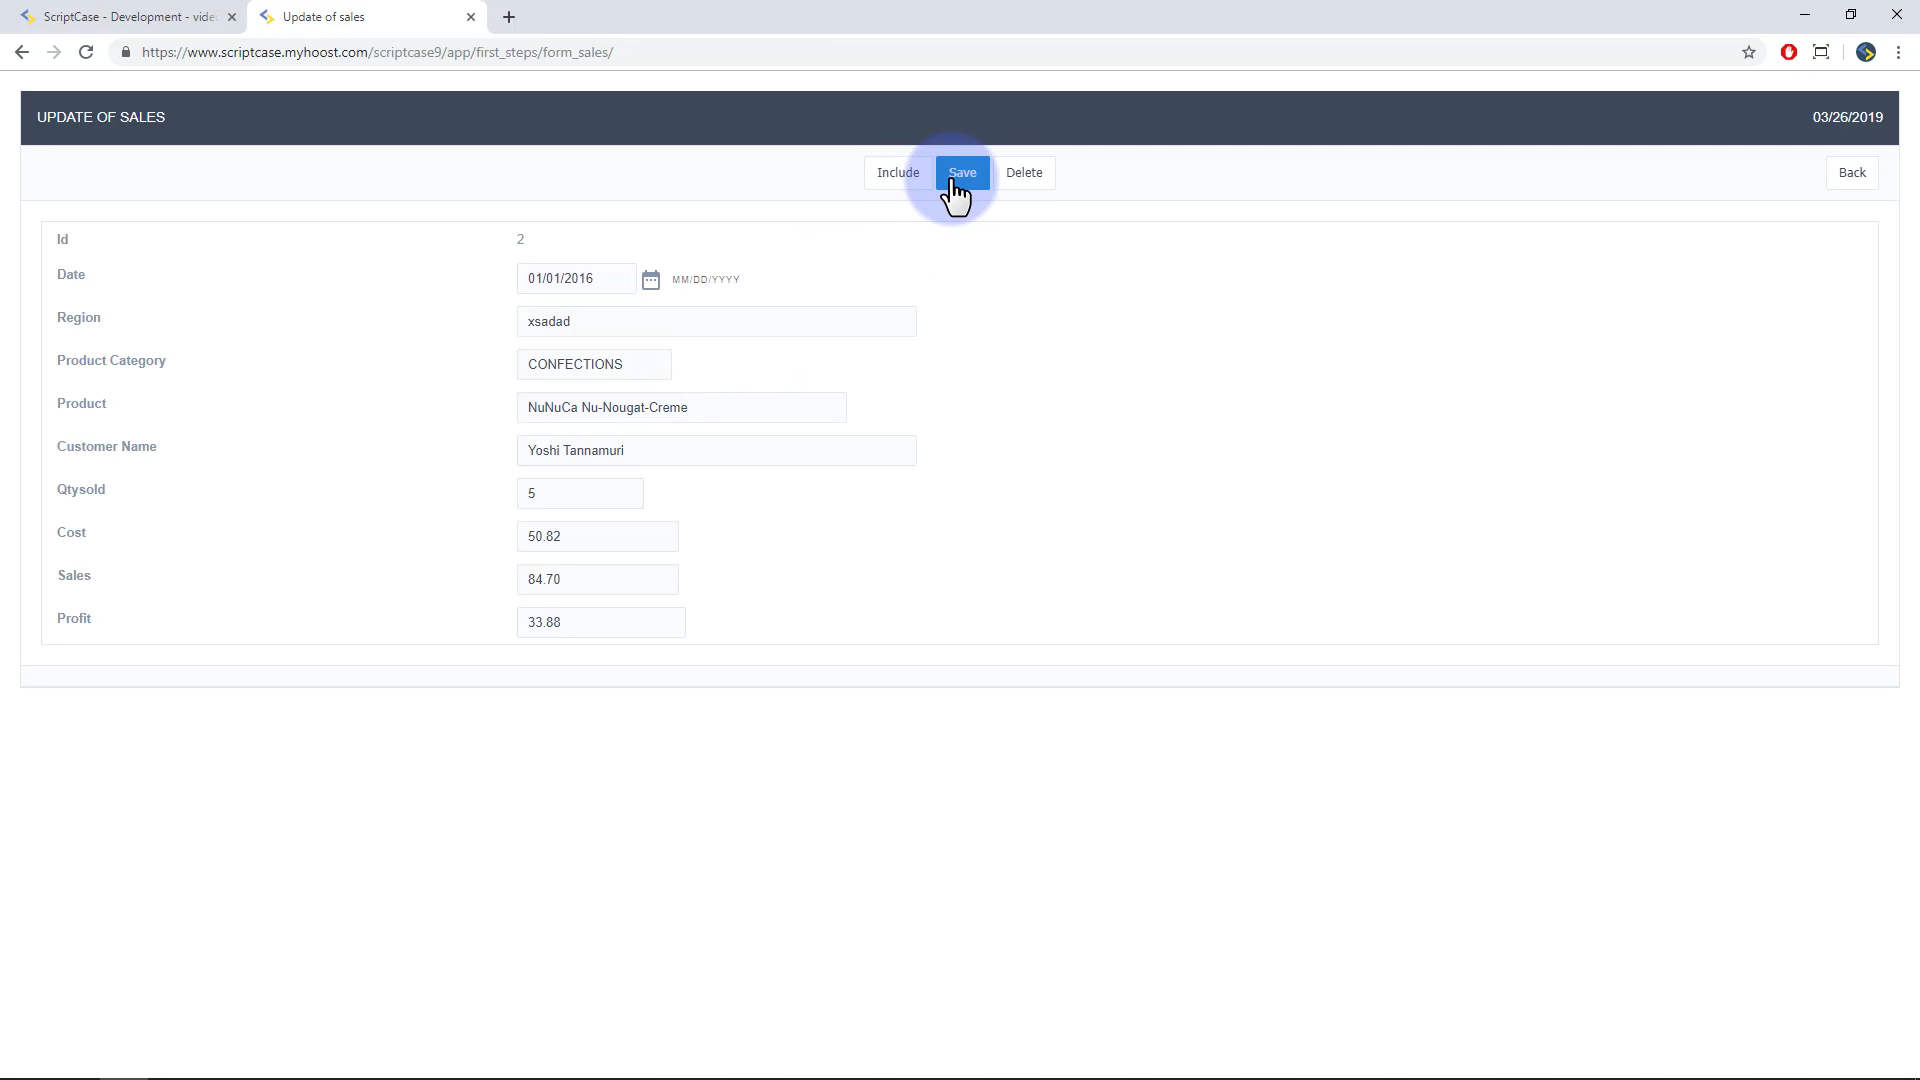 ScriptCase - Development - vide
Update of sales
https://www.scriptcase.myhoost.com/scriptcase9/app/first_steps/form_sales/
UPDATE OF SALES
03/26/2019
Include
Save
Delete
Back
Id
2
Date
01/01/2016
MM/DD/YYYY
Region
xsadad
Product Category
CONFECTIONS
Product
NuNuCa Nu-Nougat-Creme
Customer Name
Yoshi Tannamuri
Qtysold
5
Cost
50.82
Sales
84.70
Profit
33.88